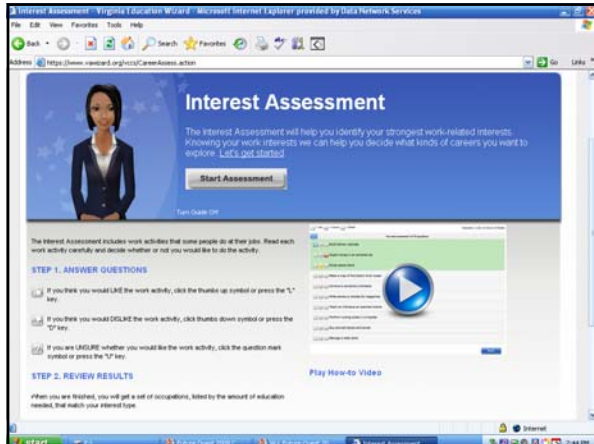 Interest Assessment - Virginia Education Wizard - Microsoft Internet Explorer provided by Data Network Services
File Edit View Favorites Tools Help
Back Search Favorites
Address https://www.vawizard.org/vccs/CareerAssess.action Go Links
Interest Assessment
The Interest Assessment will help you identify your strongest work-related interests.
Knowing your work interests we can help you decide what kinds of careers you want to
explore. Let's get started
Start Assessment
Turn Guide Off
The Interest Assessment includes work activities that some people do at their jobs. Read each
work activity carefully and decide whether or not you would like to do the activity.
STEP 1. ANSWER QUESTIONS
If you think you would LIKE the work activity, click the thumbs up symbol or press the "L"
key.
If you think you would DISLIKE the work activity, click thumbs down symbol or press the
"D" key.
If you are UNSURE whether you would like the work activity, click the question mark
symbol or press the "U" key.
Play How-to Video
STEP 2. REVIEW RESULTS
When you are finished, you will get a set of occupations, listed by the amount of education
needed, that match your interest type.
Internet
start
Interest Assessment
2:44 PM